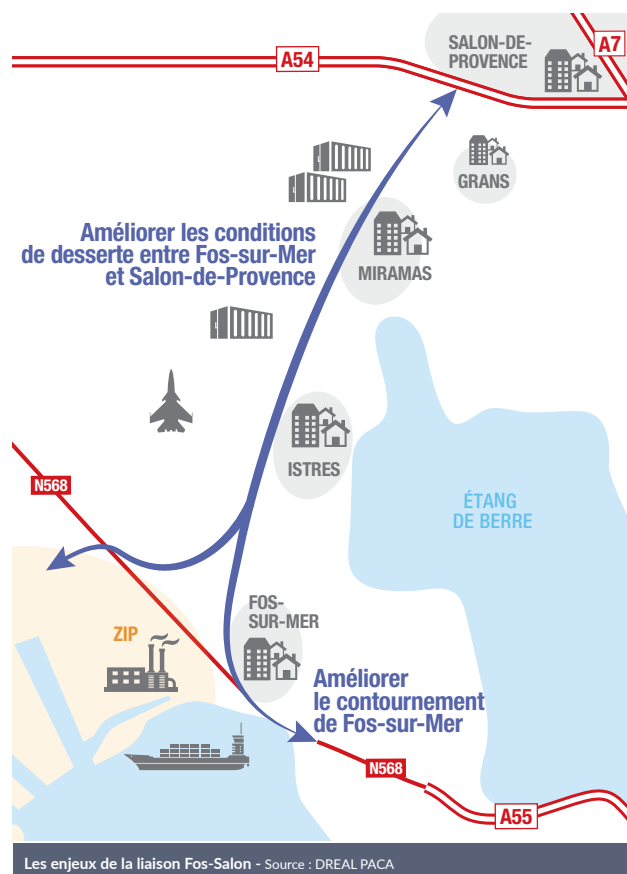 SALON-DE-
PROVENCE
A7
A54
GRANS
Améliorer les conditions
de desserte entre Fos-sur-Mer
et Salon-de-Provence
MIRAMAS
ISTRES
N568
ÉTANG
DE BERRE
FOS-
SUR-MER
ZIP
Améliorer
le contournement
de Fos-sur-Mer
N568
A55
Les enjeux de la liaison Fos-Salon - Source : DREAL PACA